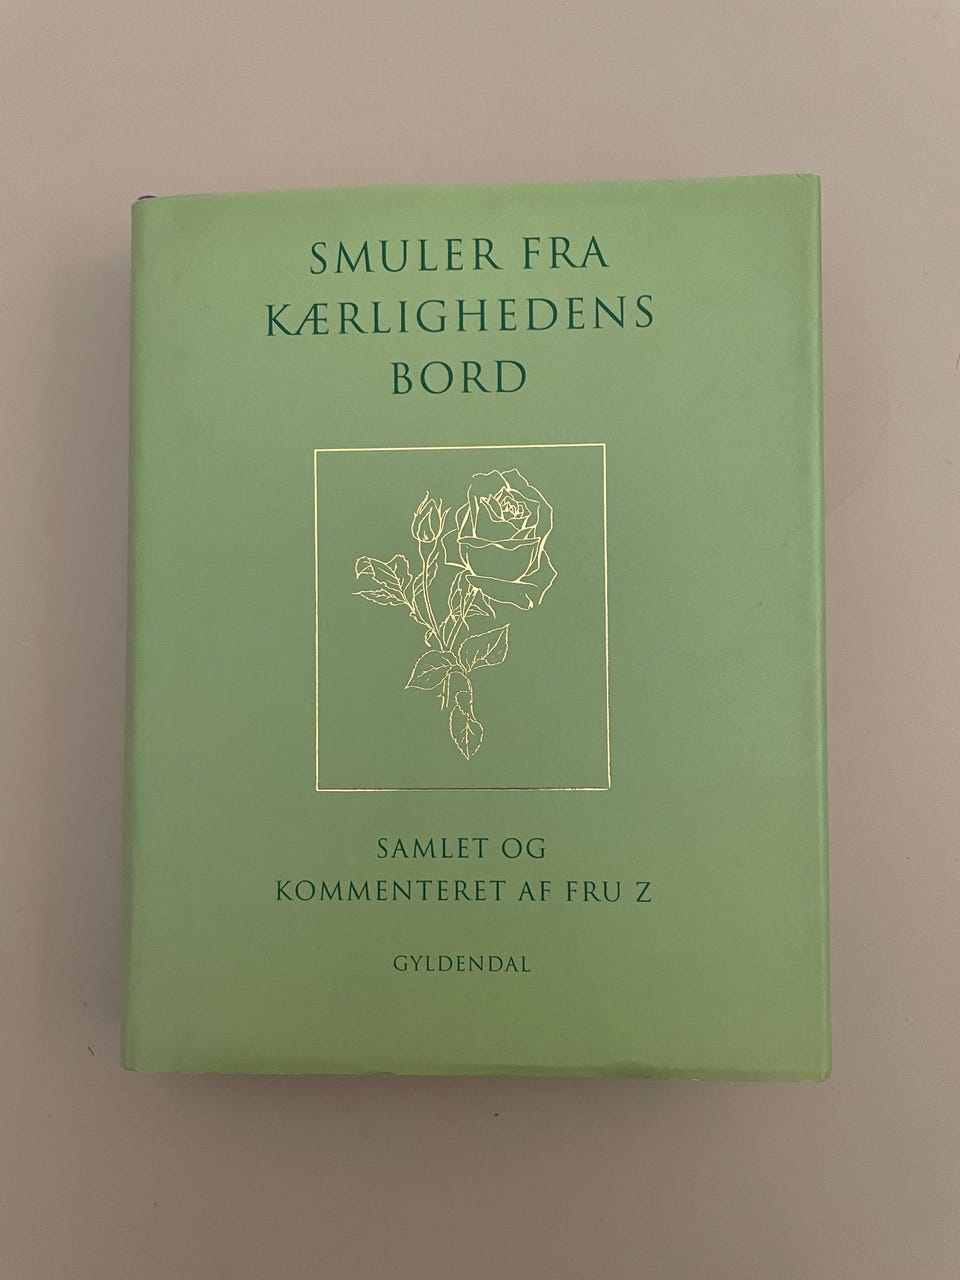 SMULER FRA
KÆRLIGHEDENS
BORD
SAMLET OG
KOMMENTERET AF FRU Z
GYLDENDAL